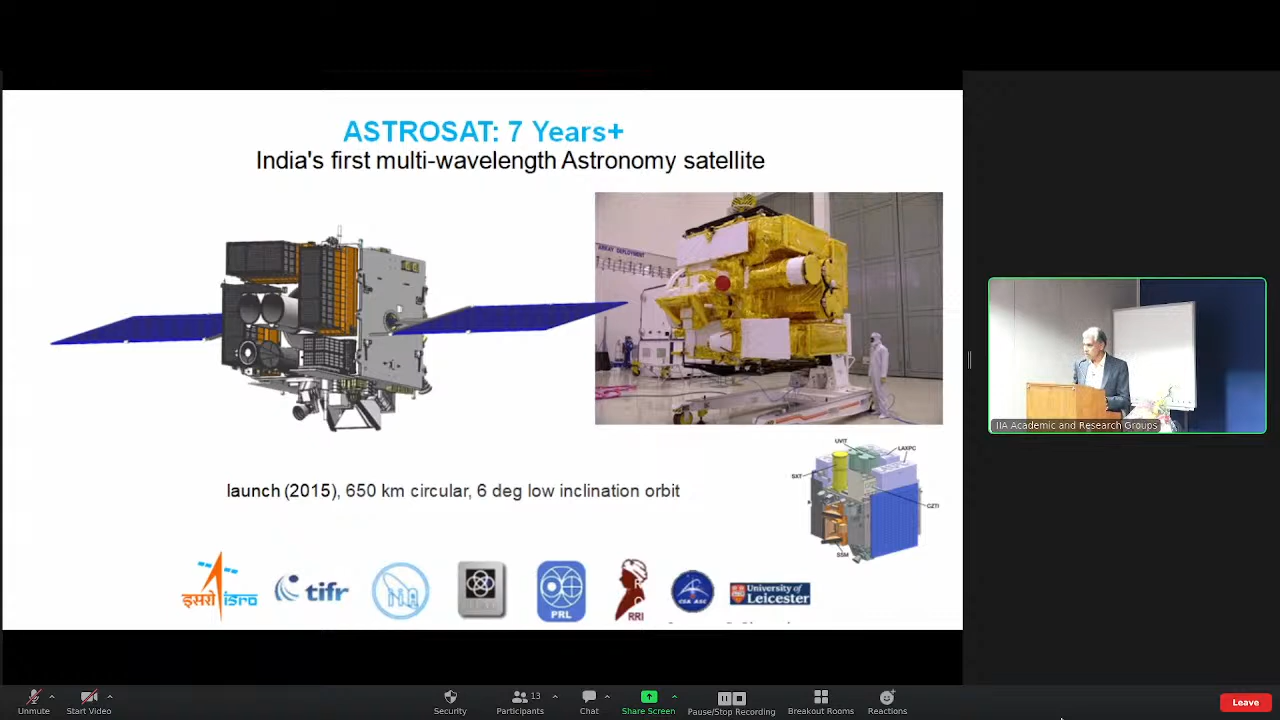 ASTROSAT: 7 Years+
India's first multi-wavelength Astronomy satellite
ARRAY DEPLOYMENT
launch (2015), 650 km circular, 6 deg low inclination orbit
UVIT
LAXPC
SXT
CZTI
SSM
इसरो isro
tifr
PRL
RRI
CSA ASC
University of
Leicester
IIA Academic and Research Groups
Unmute
Start Video
Security
Participants
13
Chat
Share Screen
Pause/Stop Recording
Breakout Rooms
Reactions
Leave